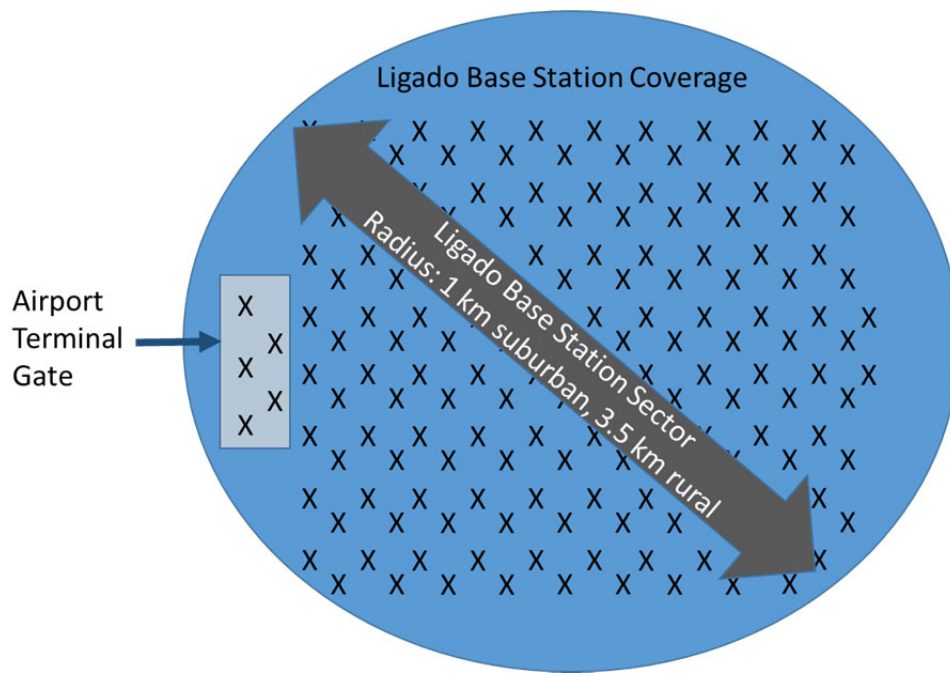 Ligado Base Station Coverage
Ligado Base Station Sector
Radius: 1 km suburban, 3.5 km rural
Airport
Terminal
Gate